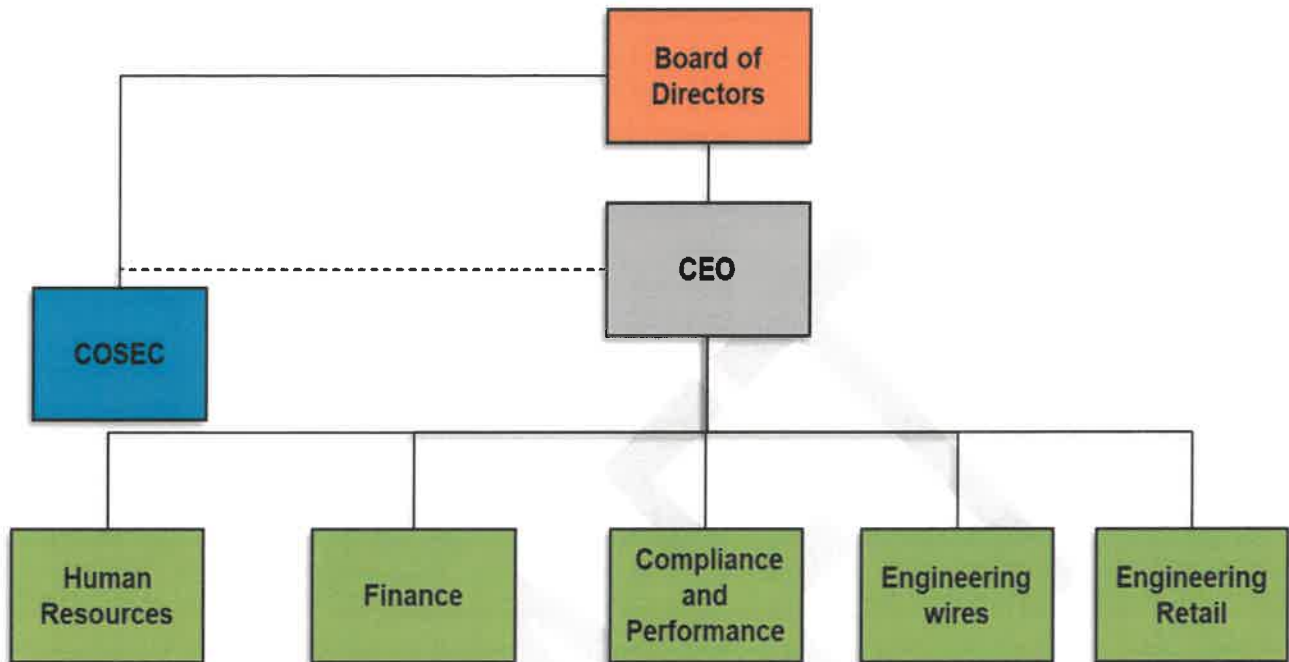 Board of
Directors
CEO
COSEC
Human
Resources
Finance
Compliance
and
Performance
Engineering
wires
Engineering
Retail